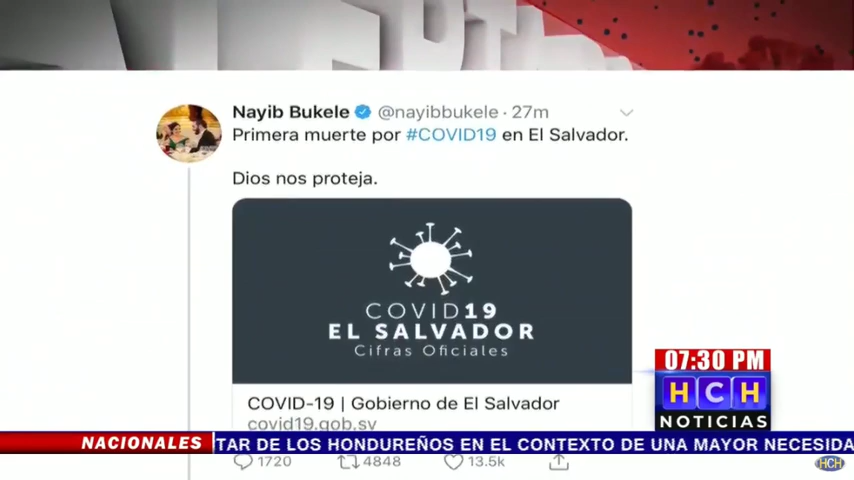 Nayib Bukele @nayibbukele · 27m
Primera muerte por #COVID19 en El Salvador.
Dios nos proteja.
COVID19
EL SALVADOR
Cifras Oficiales
COVID-19 | Gobierno de El Salvador
covid19.gob.sv
07:30 PM
HCH
NOTICIAS
NACIONALES TAR DE LOS HONDUREÑOS EN EL CONTEXTO DE UNA MAYOR NECESIDA
1720 4848 13.5k
HCH